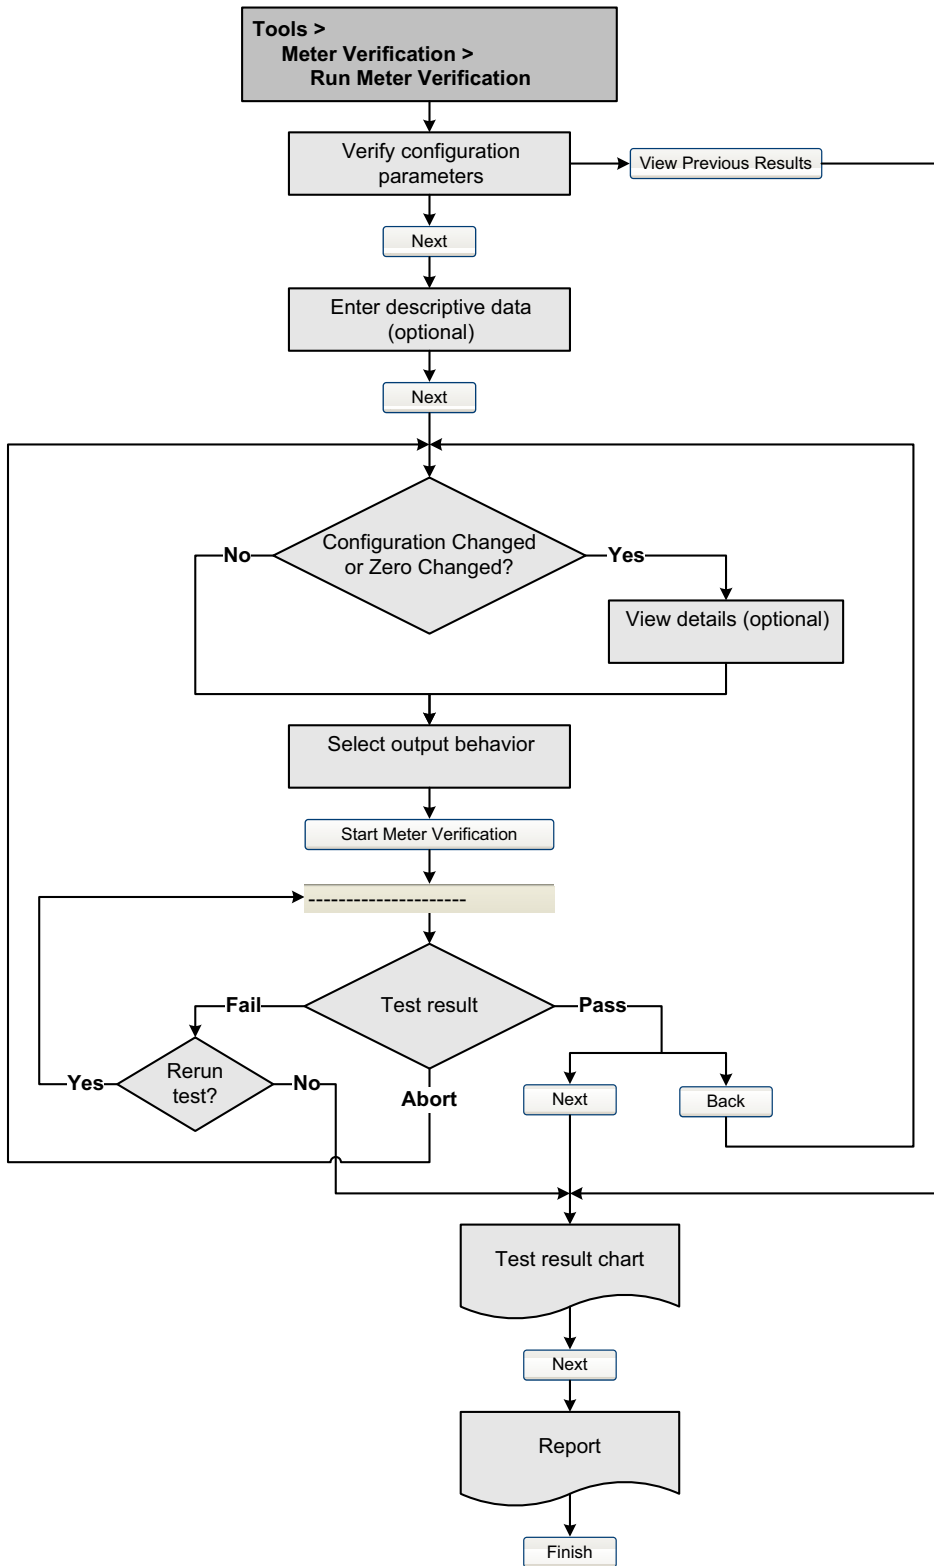 Tools >
Meter Verification >
Run Meter Verification
Verify configuration
parameters
View Previous Results
Next
Enter descriptive data
(optional)
Next
Configuration Changed
or Zero Changed?
No
Yes
View details (optional)
Select output behavior
Start Meter Verification
---------------------
Test result
Fail
Pass
Rerun
test?
Yes
No
Abort
Next
Back
Test result chart
Next
Report
Finish